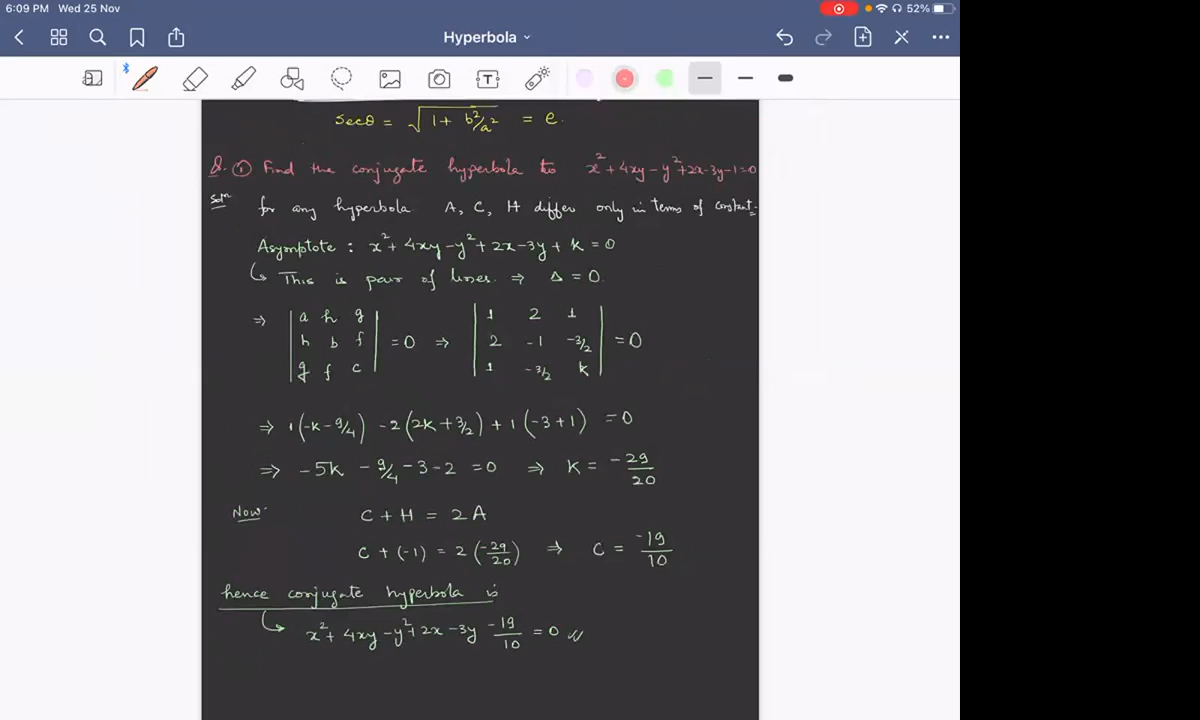 6:09 PM Wed 25 Nov
52%
Hyperbola
secθ = √(1 + b²/a²) = e.
Q. ① Find the conjugate hyperbola to x² + 4xy - y² + 2x - 3y - 1 = 0
Solⁿ for any hyperbola A, C, H differs only in terms of constant.
Asymptote : x² + 4xy - y² + 2x - 3y + k = 0
↳ This is pair of lines. ⇒ Δ = 0.
⇒ | a h g | | 1 2 1 |
| h b f | = 0 ⇒ | 2 -1 -3/2 | = 0
| g f c | | 1 -3/2 k |
⇒ 1(-k - 9/4) - 2(2k + 3/2) + 1(-3 + 1) = 0
⇒ -5k - 9/4 - 3 - 2 = 0 ⇒ k = -29/20
Now. C + H = 2A
C + (-1) = 2(-29/20) ⇒ C = -19/10
hence conjugate hyperbola is
↳ x² + 4xy - y² + 2x - 3y -19/10 = 0 //